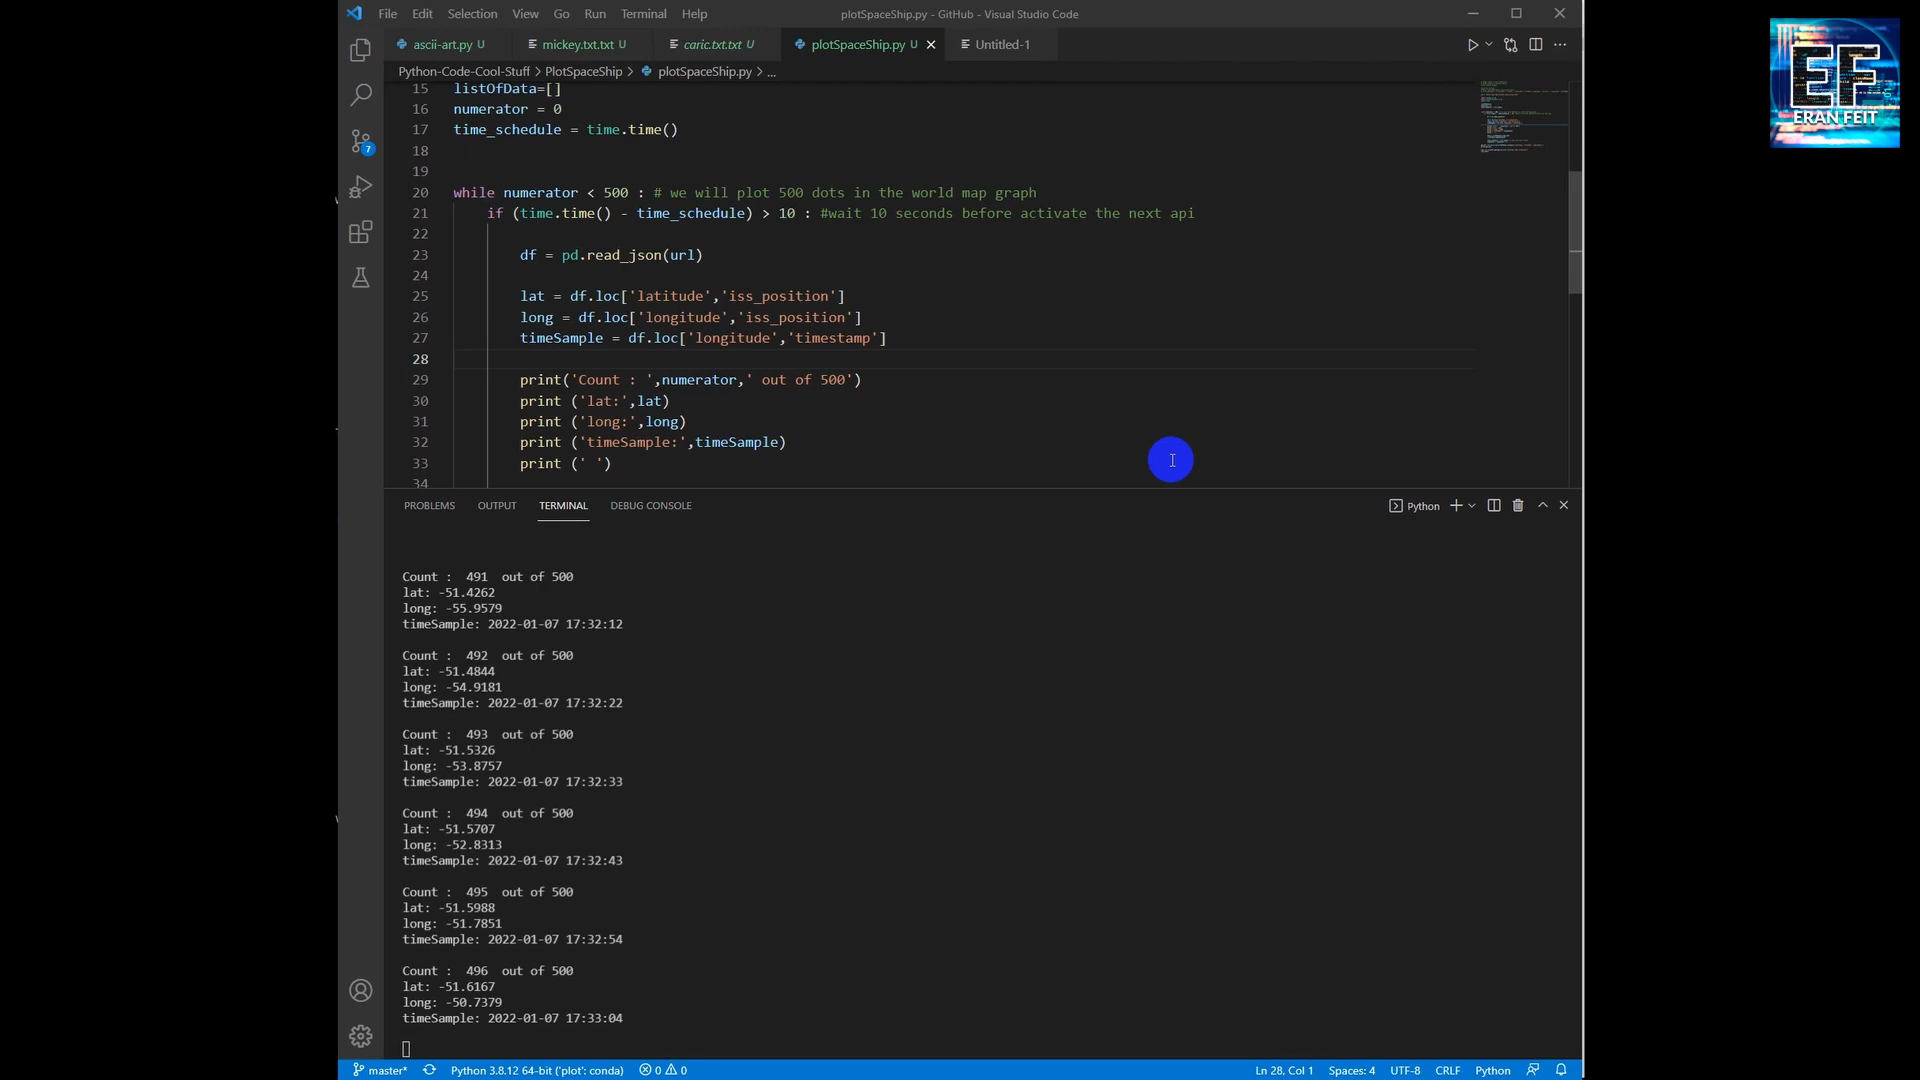 File Edit Selection View Go Run Terminal Help
plotSpaceShip.py - GitHub - Visual Studio Code
ascii-art.py U
mickey.txt.txt U
caric.txt.txt U
plotSpaceShip.py U
Untitled-1
Python-Code-Cool-Stuff > PlotSpaceShip > plotSpaceShip.py > ...
15 listOfData=[]
16 numerator = 0
17 time_schedule = time.time()
18
19
20 while numerator < 500 : # we will plot 500 dots in the world map graph
21 if (time.time() - time_schedule) > 10 : #wait 10 seconds before activate the next api
22
23 df = pd.read_json(url)
24
25 lat = df.loc['latitude','iss_position']
26 long = df.loc['longitude','iss_position']
27 timeSample = df.loc['longitude','timestamp']
28
29 print('Count : ',numerator,' out of 500')
30 print ('lat:',lat)
31 print ('long:',long)
32 print ('timeSample:',timeSample)
33 print (' ')
34
PROBLEMS OUTPUT TERMINAL DEBUG CONSOLE
Python
Count :  491  out of 500
lat: -51.4262
long: -55.9579
timeSample: 2022-01-07 17:32:12
Count :  492  out of 500
lat: -51.4844
long: -54.9181
timeSample: 2022-01-07 17:32:22
Count :  493  out of 500
lat: -51.5326
long: -53.8757
timeSample: 2022-01-07 17:32:33
Count :  494  out of 500
lat: -51.5707
long: -52.8313
timeSample: 2022-01-07 17:32:43
Count :  495  out of 500
lat: -51.5988
long: -51.7851
timeSample: 2022-01-07 17:32:54
Count :  496  out of 500
lat: -51.6167
long: -50.7379
timeSample: 2022-01-07 17:33:04
7
master* Python 3.8.12 64-bit ('plot': conda) 0 0
Ln 28, Col 1 Spaces: 4 UTF-8 CRLF Python
EF
ERAN FEIT